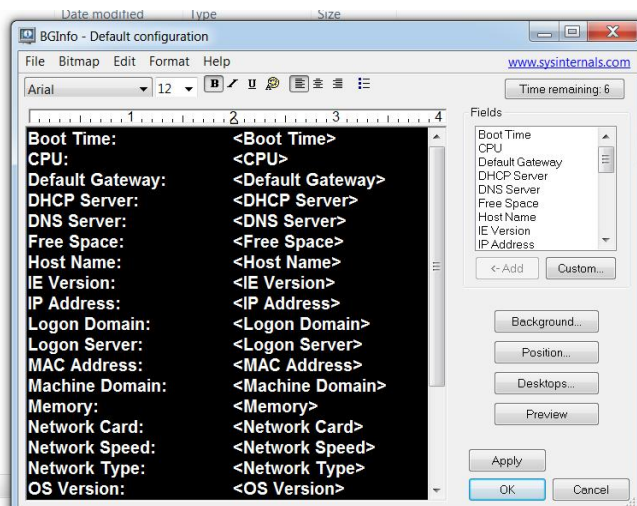 Date modified Type Size
BGInfo - Default configuration
File Bitmap Edit Format Help www.sysinternals.com
Arial 12 B I U Time remaining: 6
1 2 3 4
Fields
Boot Time: <Boot Time>
CPU: <CPU>
Default Gateway: <Default Gateway>
DHCP Server: <DHCP Server>
DNS Server: <DNS Server>
Free Space: <Free Space>
Host Name: <Host Name>
IE Version: <IE Version>
IP Address: <IP Address>
Logon Domain: <Logon Domain>
Logon Server: <Logon Server>
MAC Address: <MAC Address>
Machine Domain: <Machine Domain>
Memory: <Memory>
Network Card: <Network Card>
Network Speed: <Network Speed>
Network Type: <Network Type>
OS Version: <OS Version>
Boot Time
CPU
Default Gateway
DHCP Server
DNS Server
Free Space
Host Name
IE Version
IP Address
<- Add Custom...
Background...
Position...
Desktops...
Preview
Apply
OK Cancel